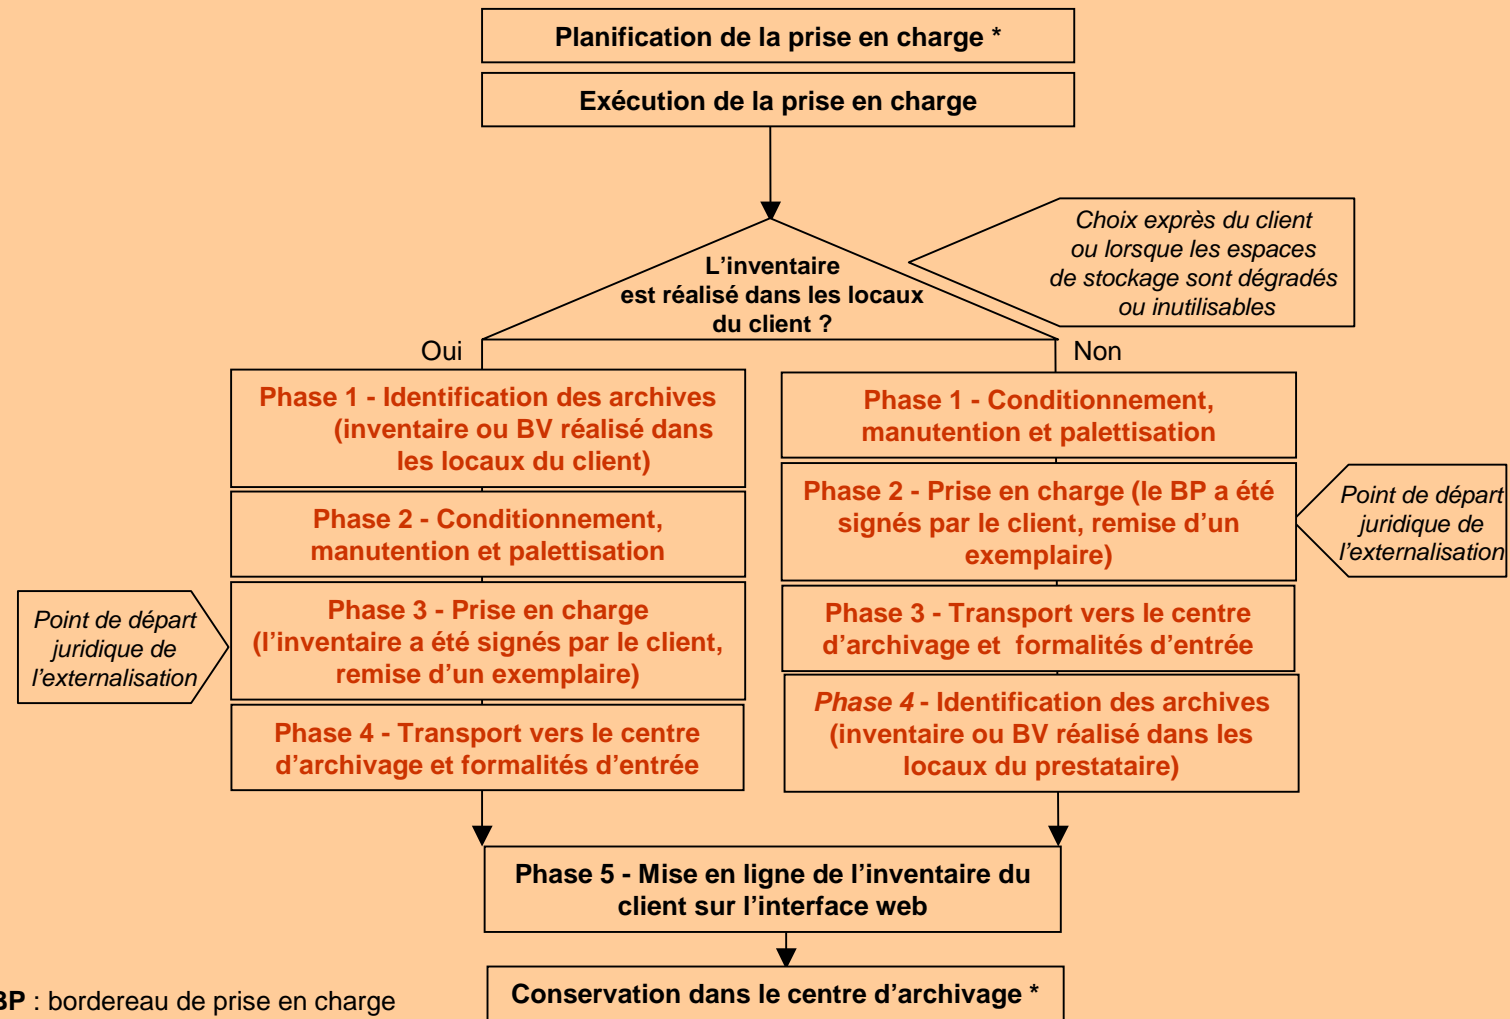 Planification de la prise en charge *
Exécution de la prise en charge
Choix exprès du client
ou lorsque les espaces
de stockage sont dégradés
ou inutilisables
L’inventaire
est réalisé dans les locaux
du client ?
Oui
Non
Phase 1 - Identification des archives
(inventaire ou BV réalisé dans
les locaux du client)
Phase 2 - Conditionnement,
manutention et palettisation
Point de départ
juridique de
l’externalisation
Phase 3 - Prise en charge
(l’inventaire a été signés par le client,
remise d’un exemplaire)
Phase 4 - Transport vers le centre
d’archivage et formalités d’entrée
Phase 1 - Conditionnement,
manutention et palettisation
Phase 2 - Prise en charge (le BP a été
signés par le client, remise d’un
exemplaire)
Point de départ
juridique de
l’externalisation
Phase 3 - Transport vers le centre
d’archivage et  formalités d’entrée
Phase 4 - Identification des archives
(inventaire ou BV réalisé dans les
locaux du prestataire)
Phase 5 - Mise en ligne de l’inventaire du
client sur l’interface web
Conservation dans le centre d’archivage *
BP : bordereau de prise en charge